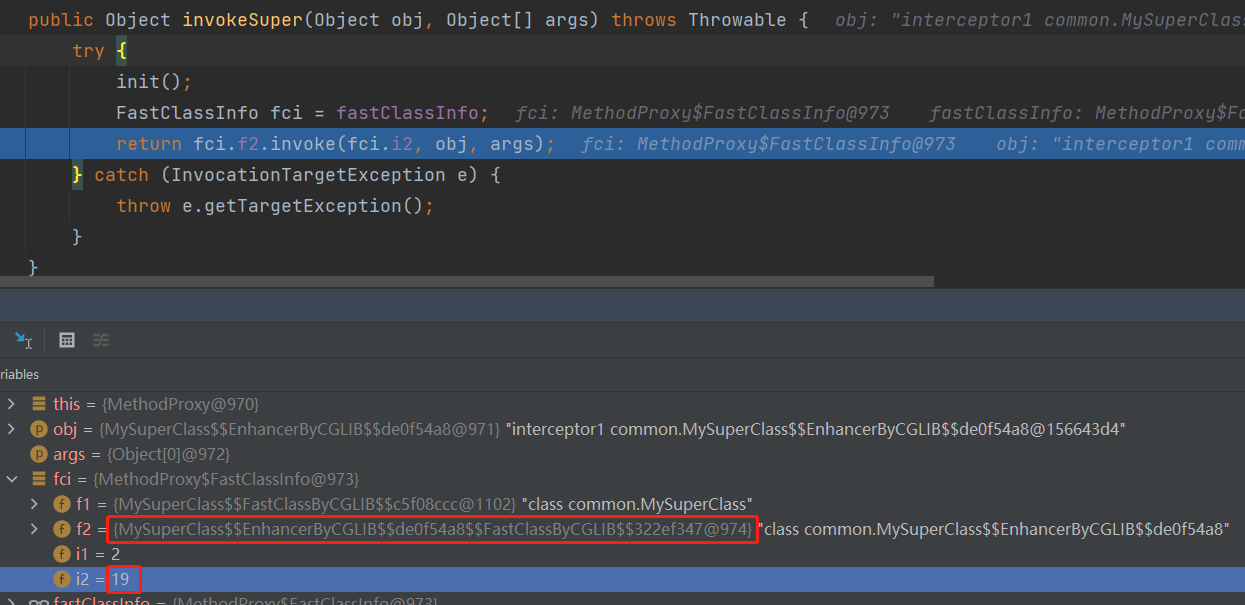 public Object invokeSuper(Object obj, Object[] args) throws Throwable { obj: "interceptor1 common.MySuperClass
try {
init();
FastClassInfo fci = fastClassInfo; fci: MethodProxy$FastClassInfo@973 fastClassInfo: MethodProxy$Fa
return fci.f2.invoke(fci.i2, obj, args); fci: MethodProxy$FastClassInfo@973 obj: "interceptor1 comm
} catch (InvocationTargetException e) {
throw e.getTargetException();
}
}
riables
this = {MethodProxy@970}
obj = {MySuperClass$$EnhancerByCGLIB$$de0f54a8@971} "interceptor1 common.MySuperClass$$EnhancerByCGLIB$$de0f54a8@156643d4"
args = {Object[0]@972}
fci = {MethodProxy$FastClassInfo@973}
f1 = {MySuperClass$$FastClassByCGLIB$$c5f08ccc@1102} "class common.MySuperClass"
f2 = {MySuperClass$$EnhancerByCGLIB$$de0f54a8$$FastClassByCGLIB$$322ef347@974} "class common.MySuperClass$$EnhancerByCGLIB$$de0f54a8"
i1 = 2
i2 = 19
fastClassInfo = {MethodProxy$FastClassInfo@973}